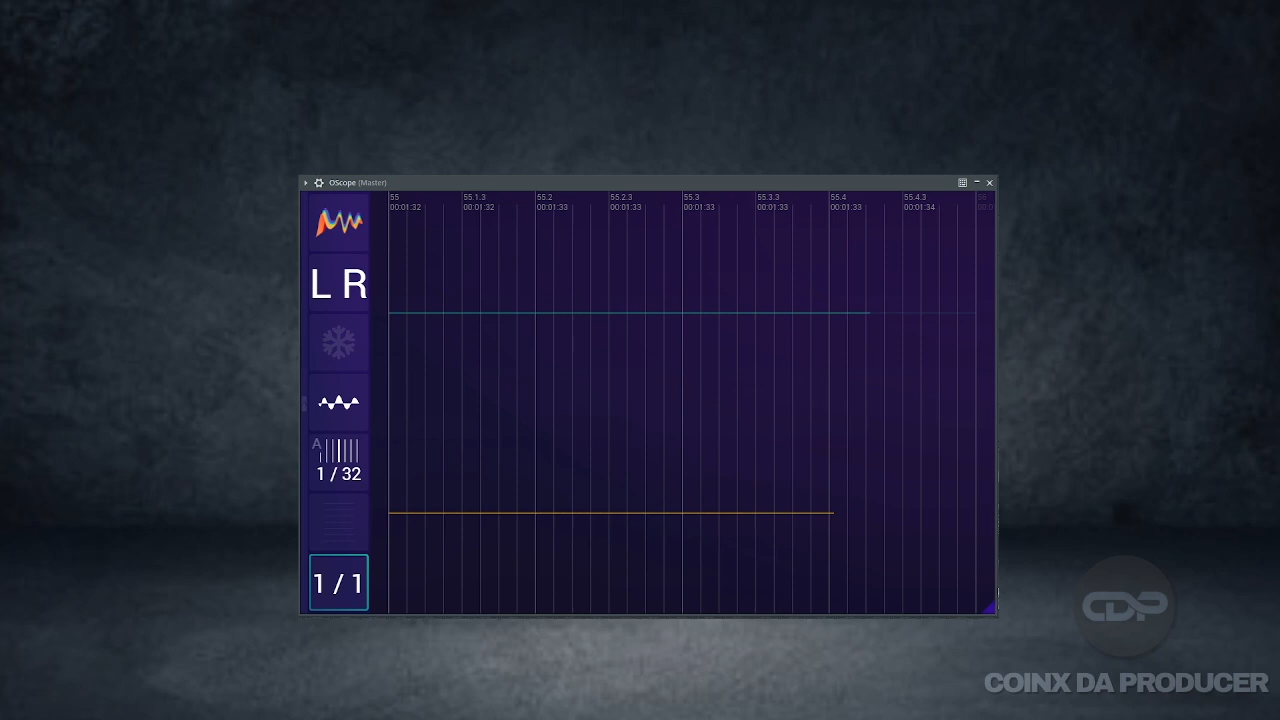 OScope (Master)
55 55.1.3 55.2 55.2.3 55.3 55.3.3 55.4 55.4.3
00:01:32 00:01:32 00:01:33 00:01:33 00:01:33 00:01:33 00:01:33 00:01:34
L R
A
1 / 32
1 / 1
CDP
COINX DA PRODUCER